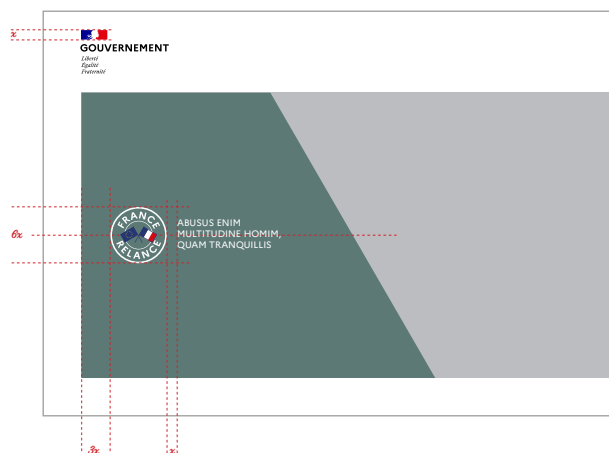 x
GOUVERNEMENT
Liberté
Égalité
Fraternité
6x
FRANCE
RELANCE
ABUSUS ENIM
MULTITUDINE HOMIM,
QUAM TRANQUILLIS
3x
x